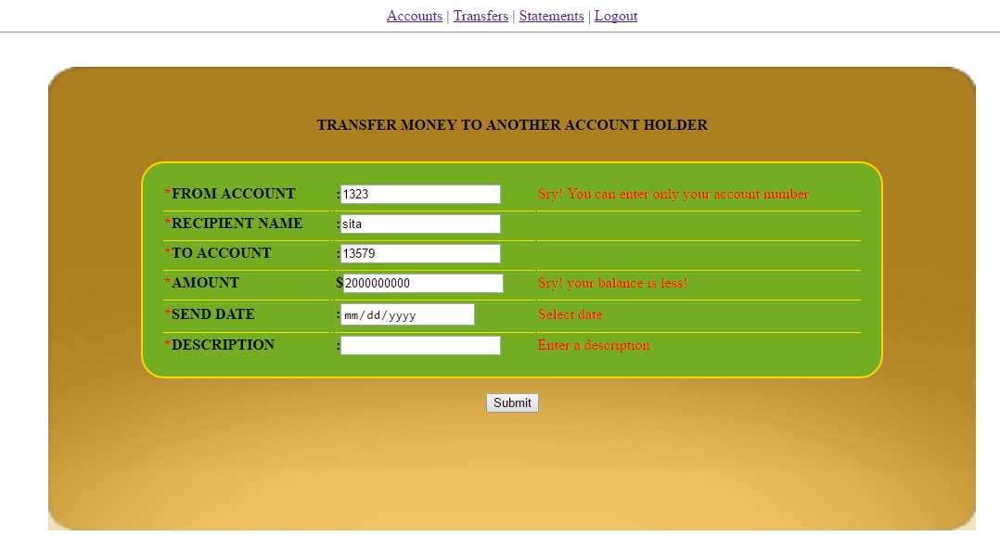 Accounts | Transfers | Statements | Logout
TRANSFER MONEY TO ANOTHER ACCOUNT HOLDER
*FROM ACCOUNT :1323 Sry! You can enter only your account number
*RECIPIENT NAME :sita
*TO ACCOUNT :13579
*AMOUNT $2000000000 Sry! your balance is less!
*SEND DATE :mm/dd/yyyy Select date
*DESCRIPTION : Enter a description
Submit